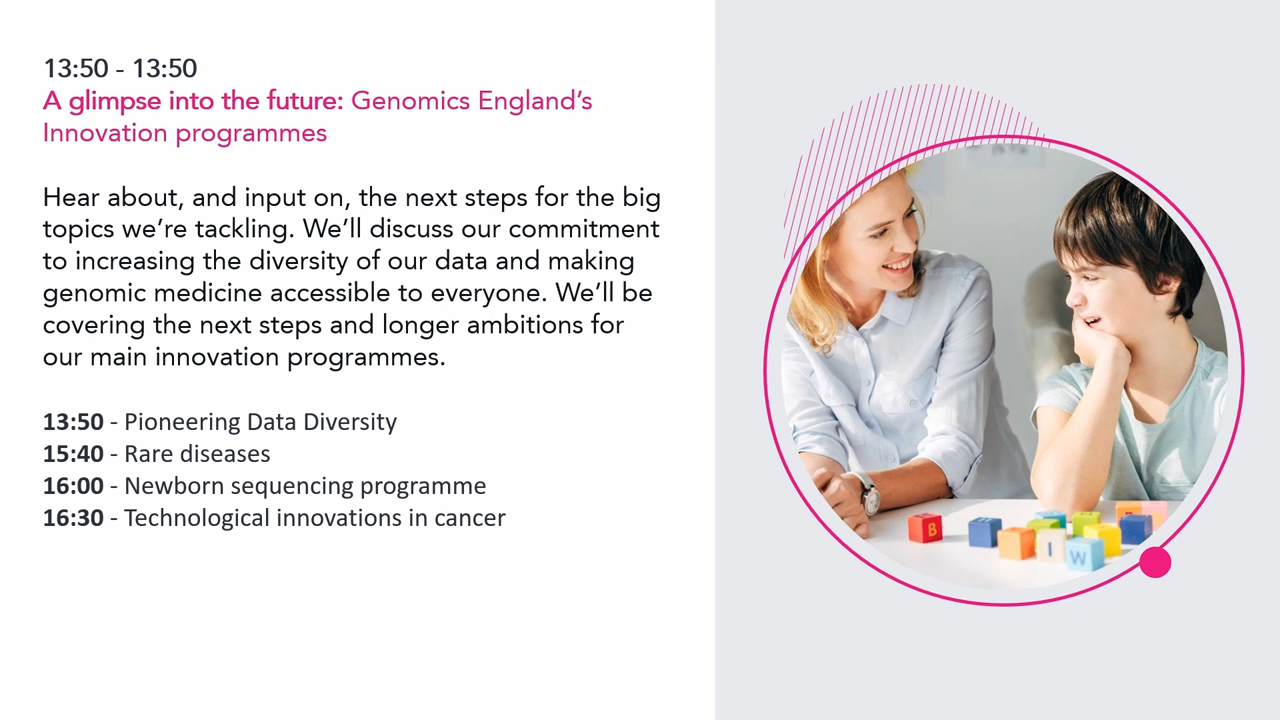 13:50 - 13:50
A glimpse into the future: Genomics England’s
Innovation programmes
Hear about, and input on, the next steps for the big
topics we’re tackling. We’ll discuss our commitment
to increasing the diversity of our data and making
genomic medicine accessible to everyone. We’ll be
covering the next steps and longer ambitions for
our main innovation programmes.
13:50 - Pioneering Data Diversity
15:40 - Rare diseases
16:00 - Newborn sequencing programme
16:30 - Technological innovations in cancer
B
I
W